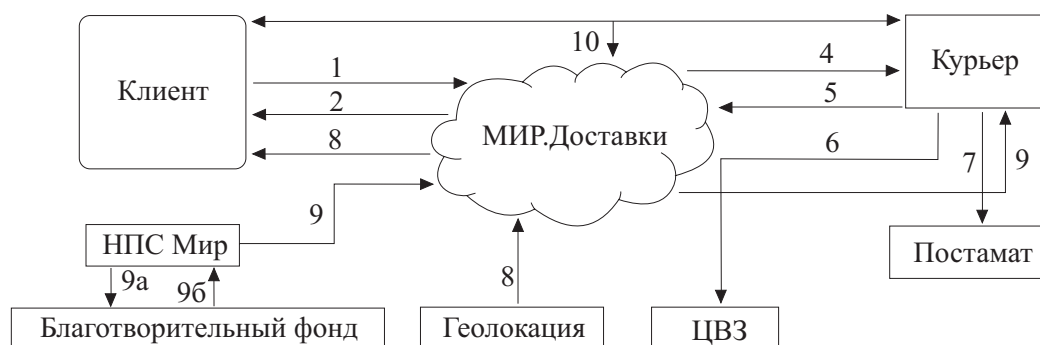 10
Клиент
1
2
8
МИР.Доставки
4
5
6
Курьер
7
9
Постамат
9
НПС Мир
9а
9б
8
Благотворительный фонд
Геолокация
ЦВЗ